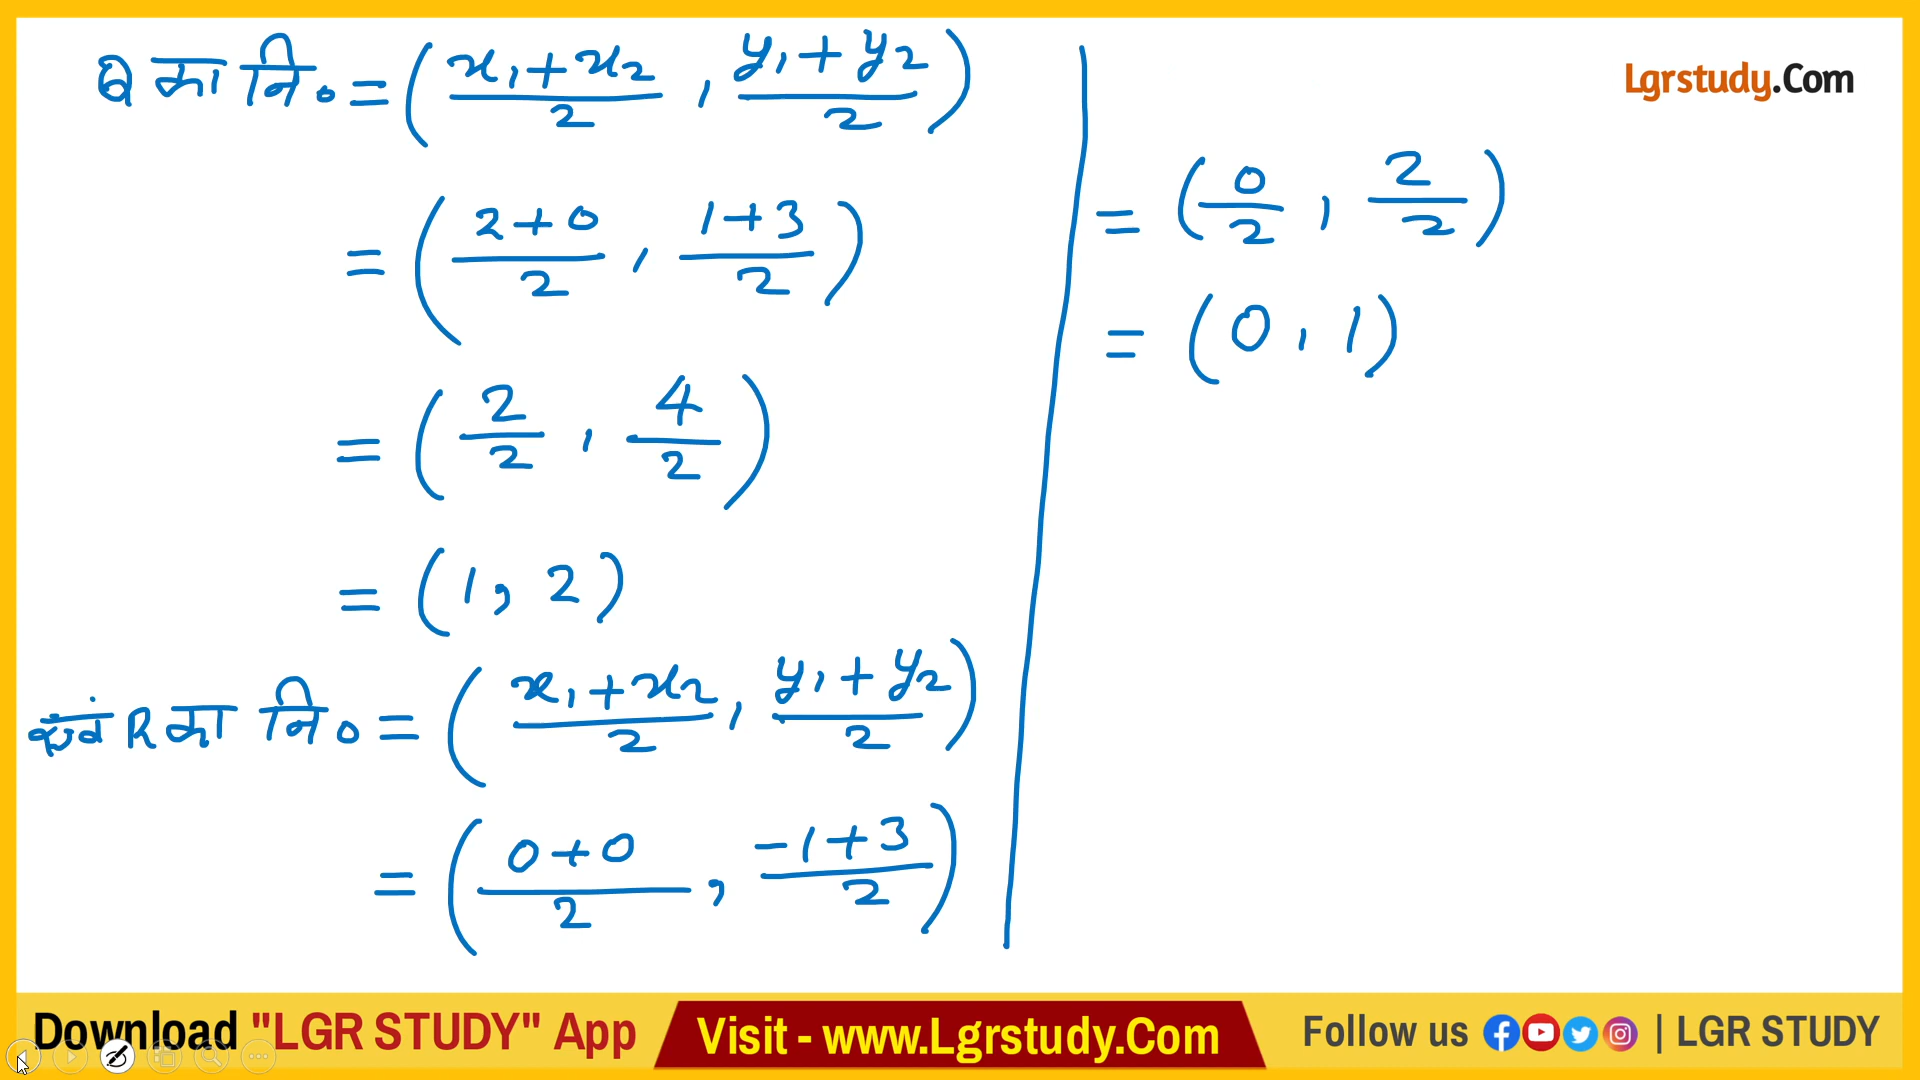 Q का नि० = (x₁+x₂/2 , y₁+y₂/2)
= (2+0/2 , 1+3/2)
= (2/2 , 4/2)
= (1, 2)
एवं R का नि० = (x₁+x₂/2 , y₁+y₂/2)
= (0+0/2 , -1+3/2)
Lgrstudy.Com
= (0/2 , 2/2)
= (0 , 1)
Download "LGR STUDY" App
Visit - www.Lgrstudy.Com
Follow us | LGR STUDY